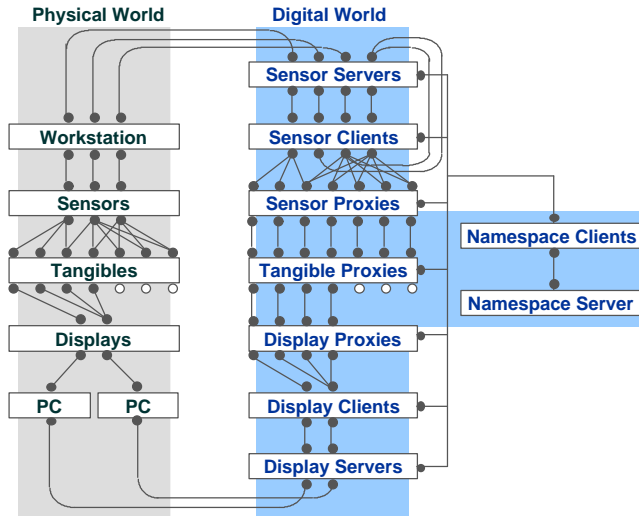 Physical World
Digital World
Sensor Servers
Workstation
Sensor Clients
Sensors
Sensor Proxies
Namespace Clients
Tangibles
Tangible Proxies
Namespace Server
Displays
Display Proxies
PC
PC
Display Clients
Display Servers